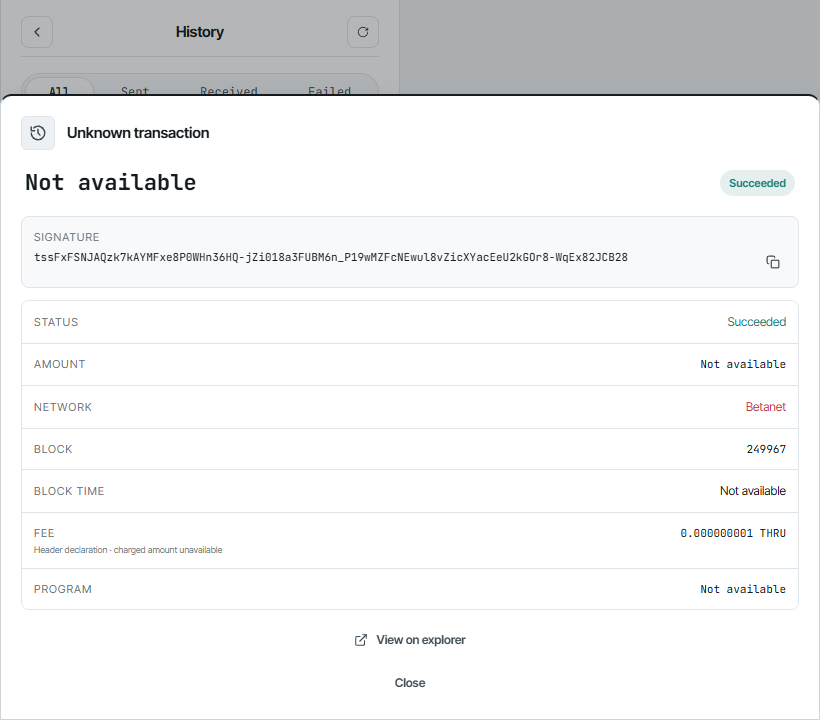 History
All Sent Received Failed
Unknown transaction
Not available
Succeeded
SIGNATURE
tssFxFSNJAQzk7kAYMFxe8P0WHn36HQ-jZi018a3FUBM6n_P19wMZFcNEwul8vZicXYacEeU2kGOr8-WqEx82JCB28
STATUS Succeeded
AMOUNT Not available
NETWORK Betanet
BLOCK 249967
BLOCK TIME Not available
FEE 0.000000001 THRU
Header declaration · charged amount unavailable
PROGRAM Not available
View on explorer
Close